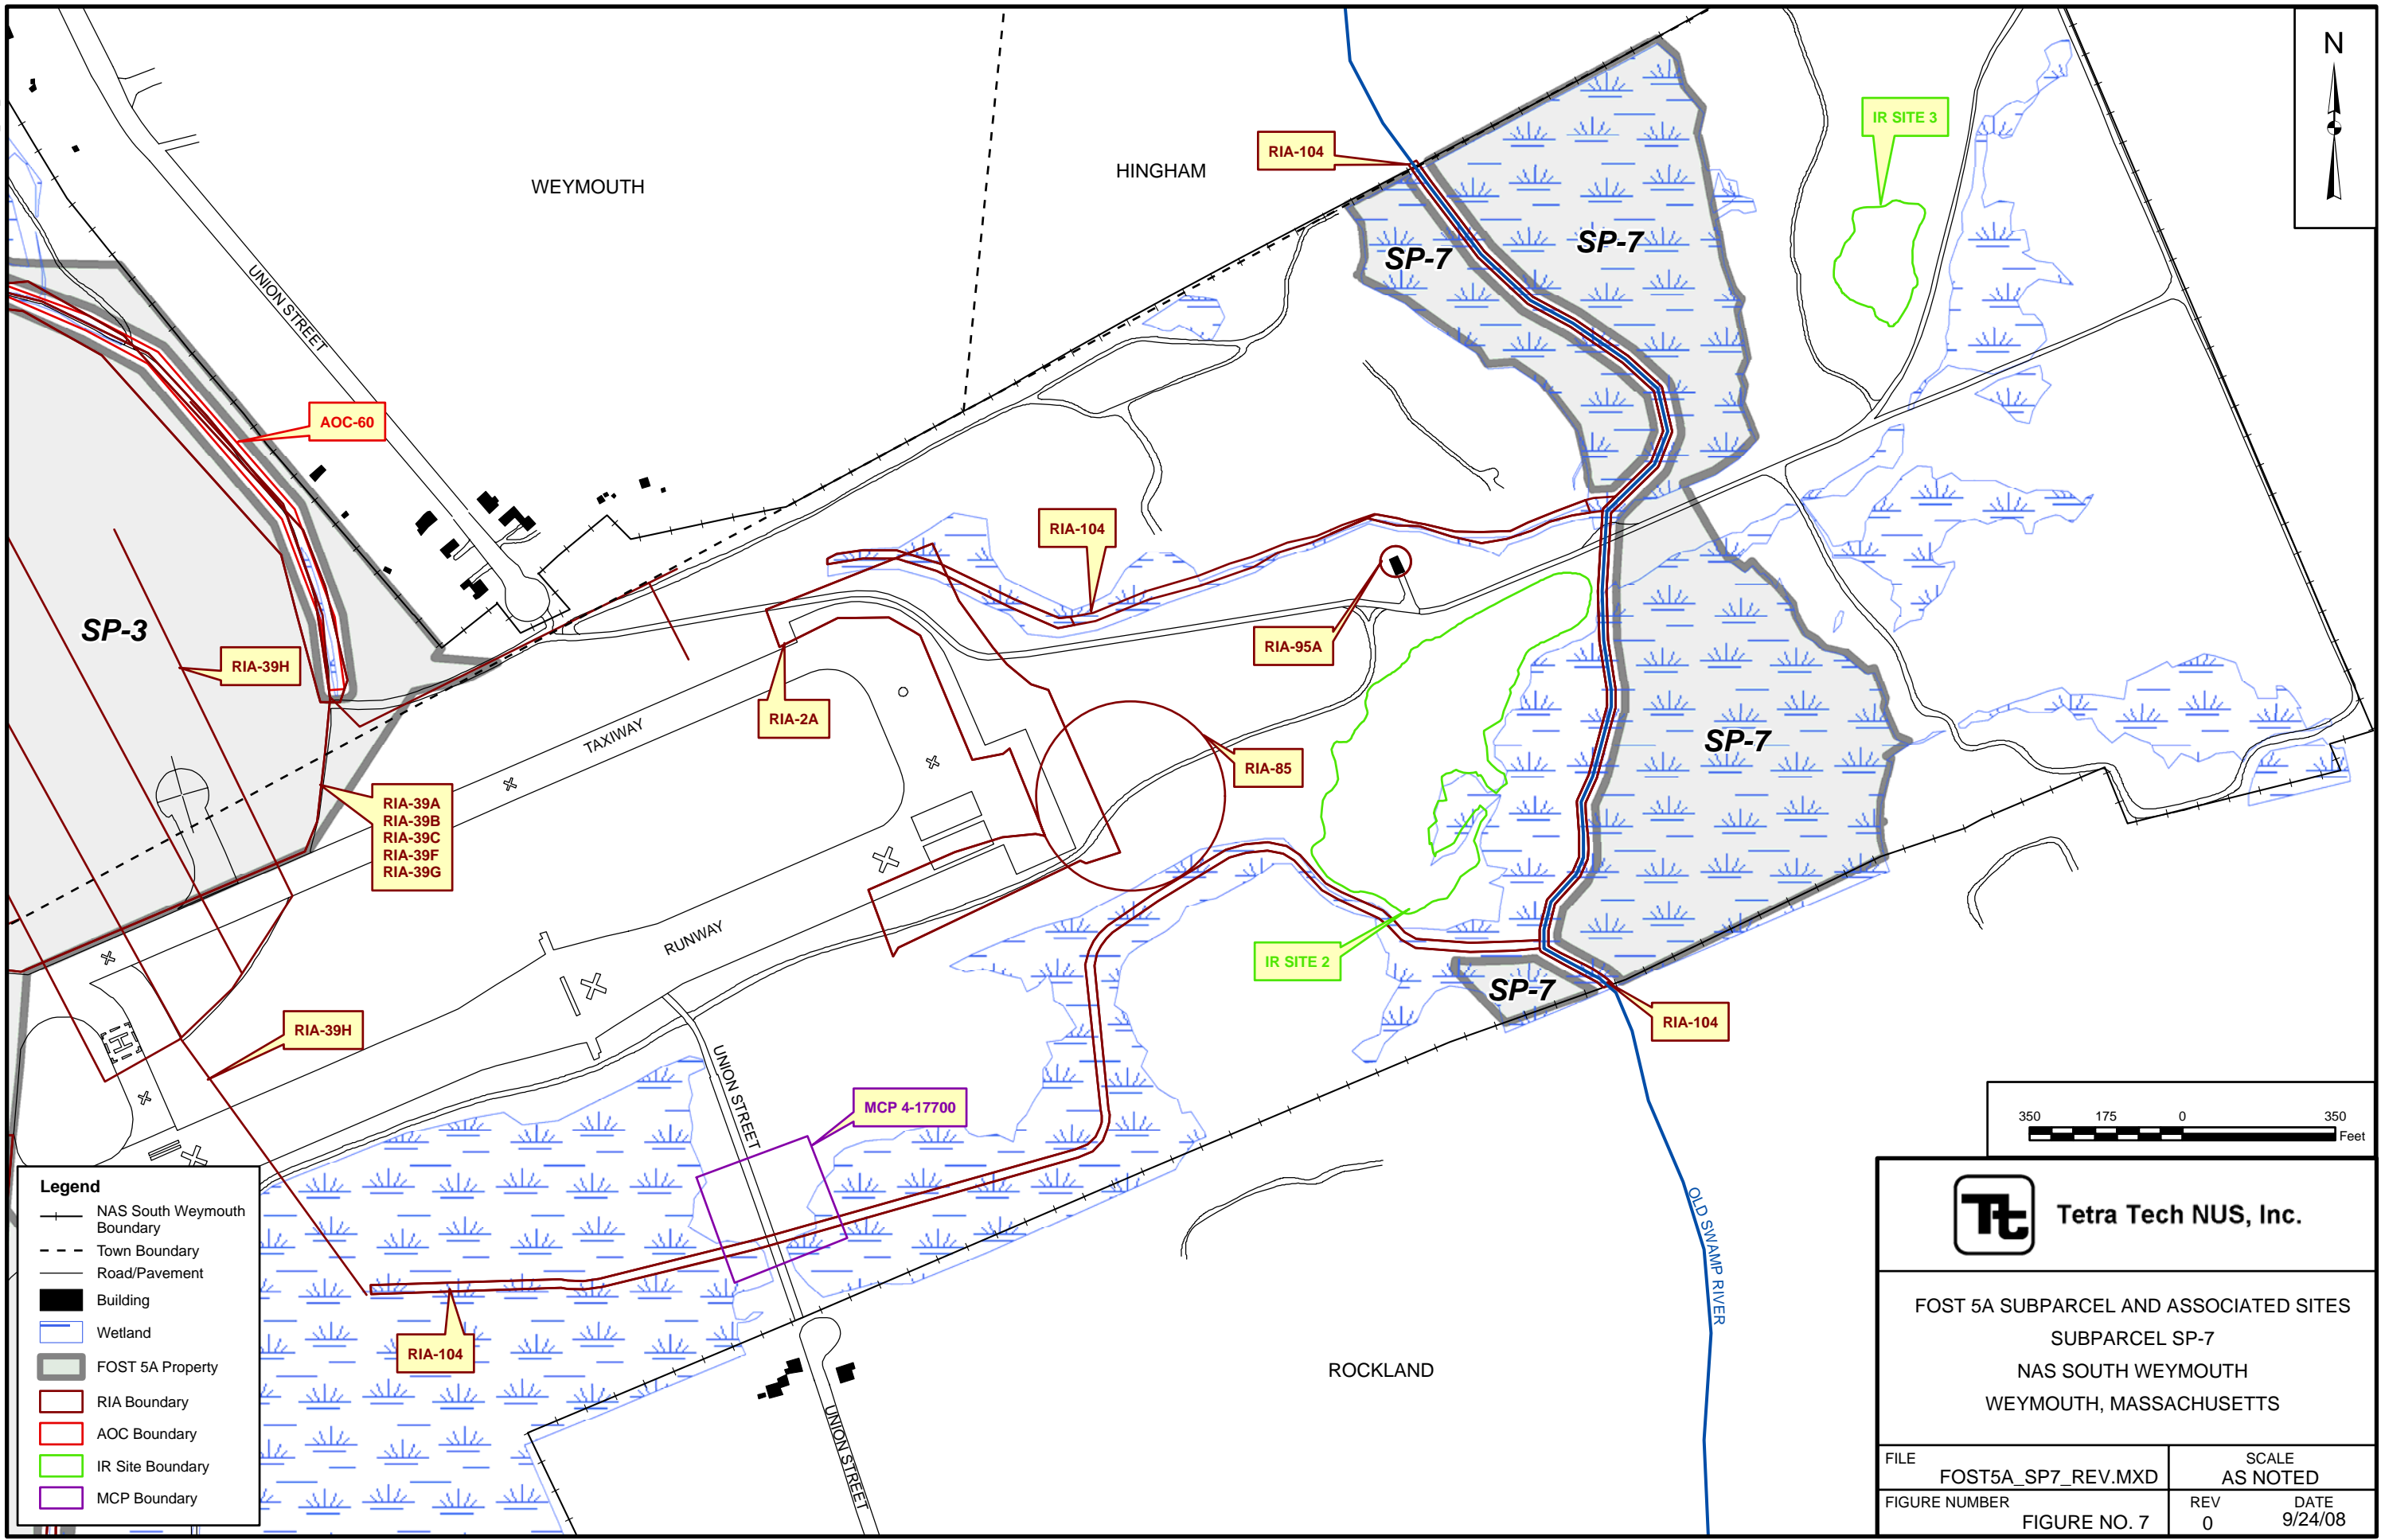 N
IR SITE 3
RIA-104
HINGHAM
WEYMOUTH
SP-7
SP-7
UNION STREET
AOC-60
RIA-104
SP-3
RIA-39H
RIA-95A
RIA-2A
TAXIWAY
SP-7
RIA-85
RIA-39A
RIA-39B
RIA-39C
RIA-39F
RIA-39G
RUNWAY
IR SITE 2
SP-7
RIA-104
RIA-39H
H
UNION STREET
MCP 4-17700
350 175 0 350
Feet
OLD SWAMP RIVER
RIA-104
ROCKLAND
UNION STREET
Legend
NAS South Weymouth
Boundary
Town Boundary
Road/Pavement
Building
Wetland
FOST 5A Property
RIA Boundary
AOC Boundary
IR Site Boundary
MCP Boundary
Tt
Tetra Tech NUS, Inc.
FOST 5A SUBPARCEL AND ASSOCIATED SITES
SUBPARCEL SP-7
NAS SOUTH WEYMOUTH
WEYMOUTH, MASSACHUSETTS
FILE
FOST5A_SP7_REV.MXD
SCALE
AS NOTED
FIGURE NUMBER
FIGURE NO. 7
REV
0
DATE
9/24/08